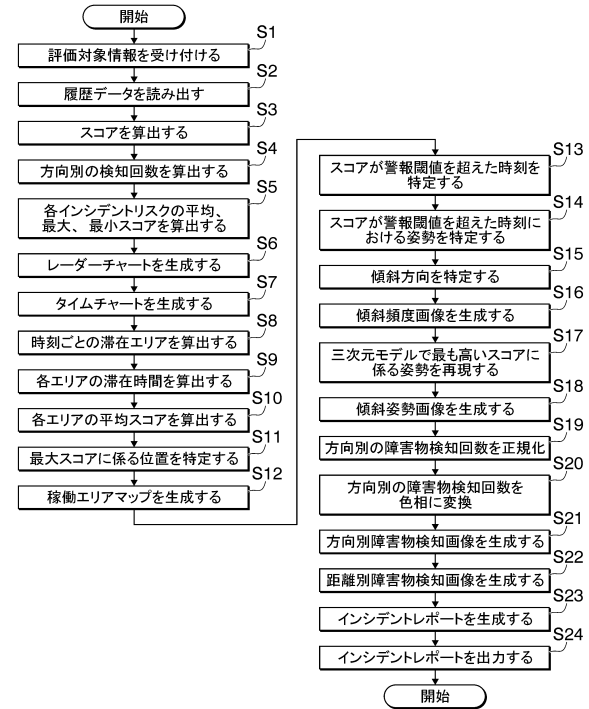 開始
S1
評価対象情報を受け付ける
S2
履歴データを読み出す
S3
スコアを算出する
S4
方向別の検知回数を算出する
S5
各インシデントリスクの平均、
最大、最小スコアを算出する
S6
レーダーチャートを生成する
S7
タイムチャートを生成する
S8
時刻ごとの滞在エリアを算出する
S9
各エリアの滞在時間を算出する
S10
各エリアの平均スコアを算出する
S11
最大スコアに係る位置を特定する
S12
稼働エリアマップを生成する
S13
スコアが警報閾値を超えた時刻を
特定する
S14
スコアが警報閾値を超えた時刻に
おける姿勢を特定する
S15
傾斜方向を特定する
S16
傾斜頻度画像を生成する
S17
三次元モデルで最も高いスコアに
係る姿勢を再現する
S18
傾斜姿勢画像を生成する
S19
方向別の障害物検知回数を正規化
S20
方向別の障害物検知回数を
色相に変換
S21
方向別障害物検知画像を生成する
S22
距離別障害物検知画像を生成する
S23
インシデントレポートを生成する
S24
インシデントレポートを出力する
開始